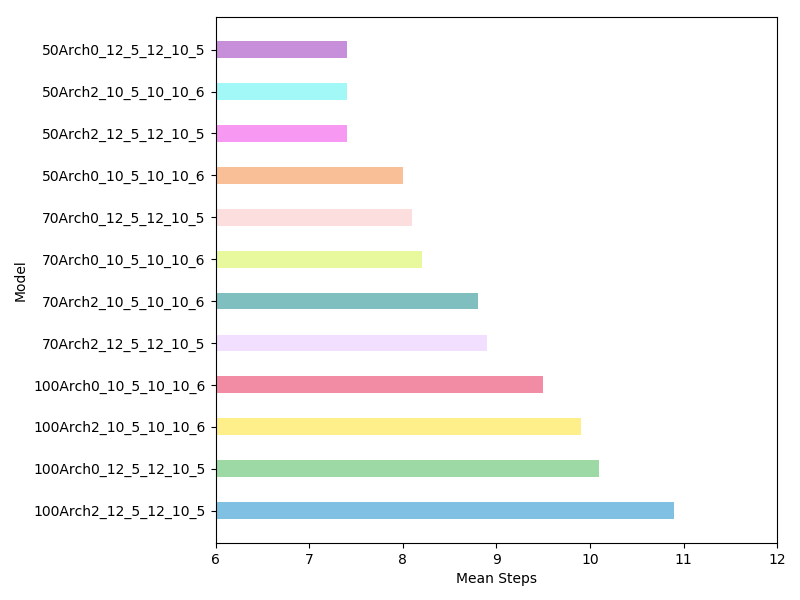 50Arch0_12_5_12_10_5
50Arch2_10_5_10_10_6
50Arch2_12_5_12_10_5
50Arch0_10_5_10_10_6
70Arch0_12_5_12_10_5
70Arch0_10_5_10_10_6
70Arch2_10_5_10_10_6
70Arch2_12_5_12_10_5
100Arch0_10_5_10_10_6
100Arch2_10_5_10_10_6
100Arch0_12_5_12_10_5
100Arch2_12_5_12_10_5
Model
6 7 8 9 10 11 12
Mean Steps